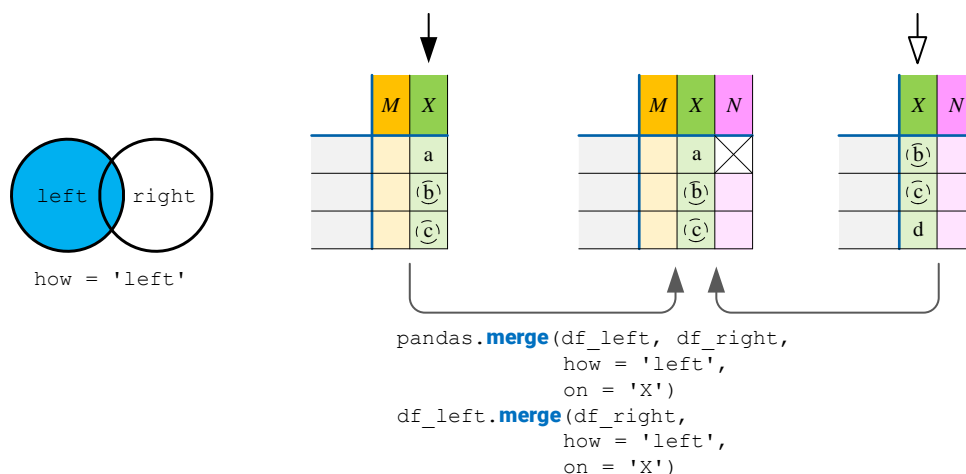 M X
a
b
c
M X N
a
b
c
X N
b
c
d
left right
how = 'left'
pandas.merge(df_left, df_right,
how = 'left',
on = 'X')
df_left.merge(df_right,
how = 'left',
on = 'X')